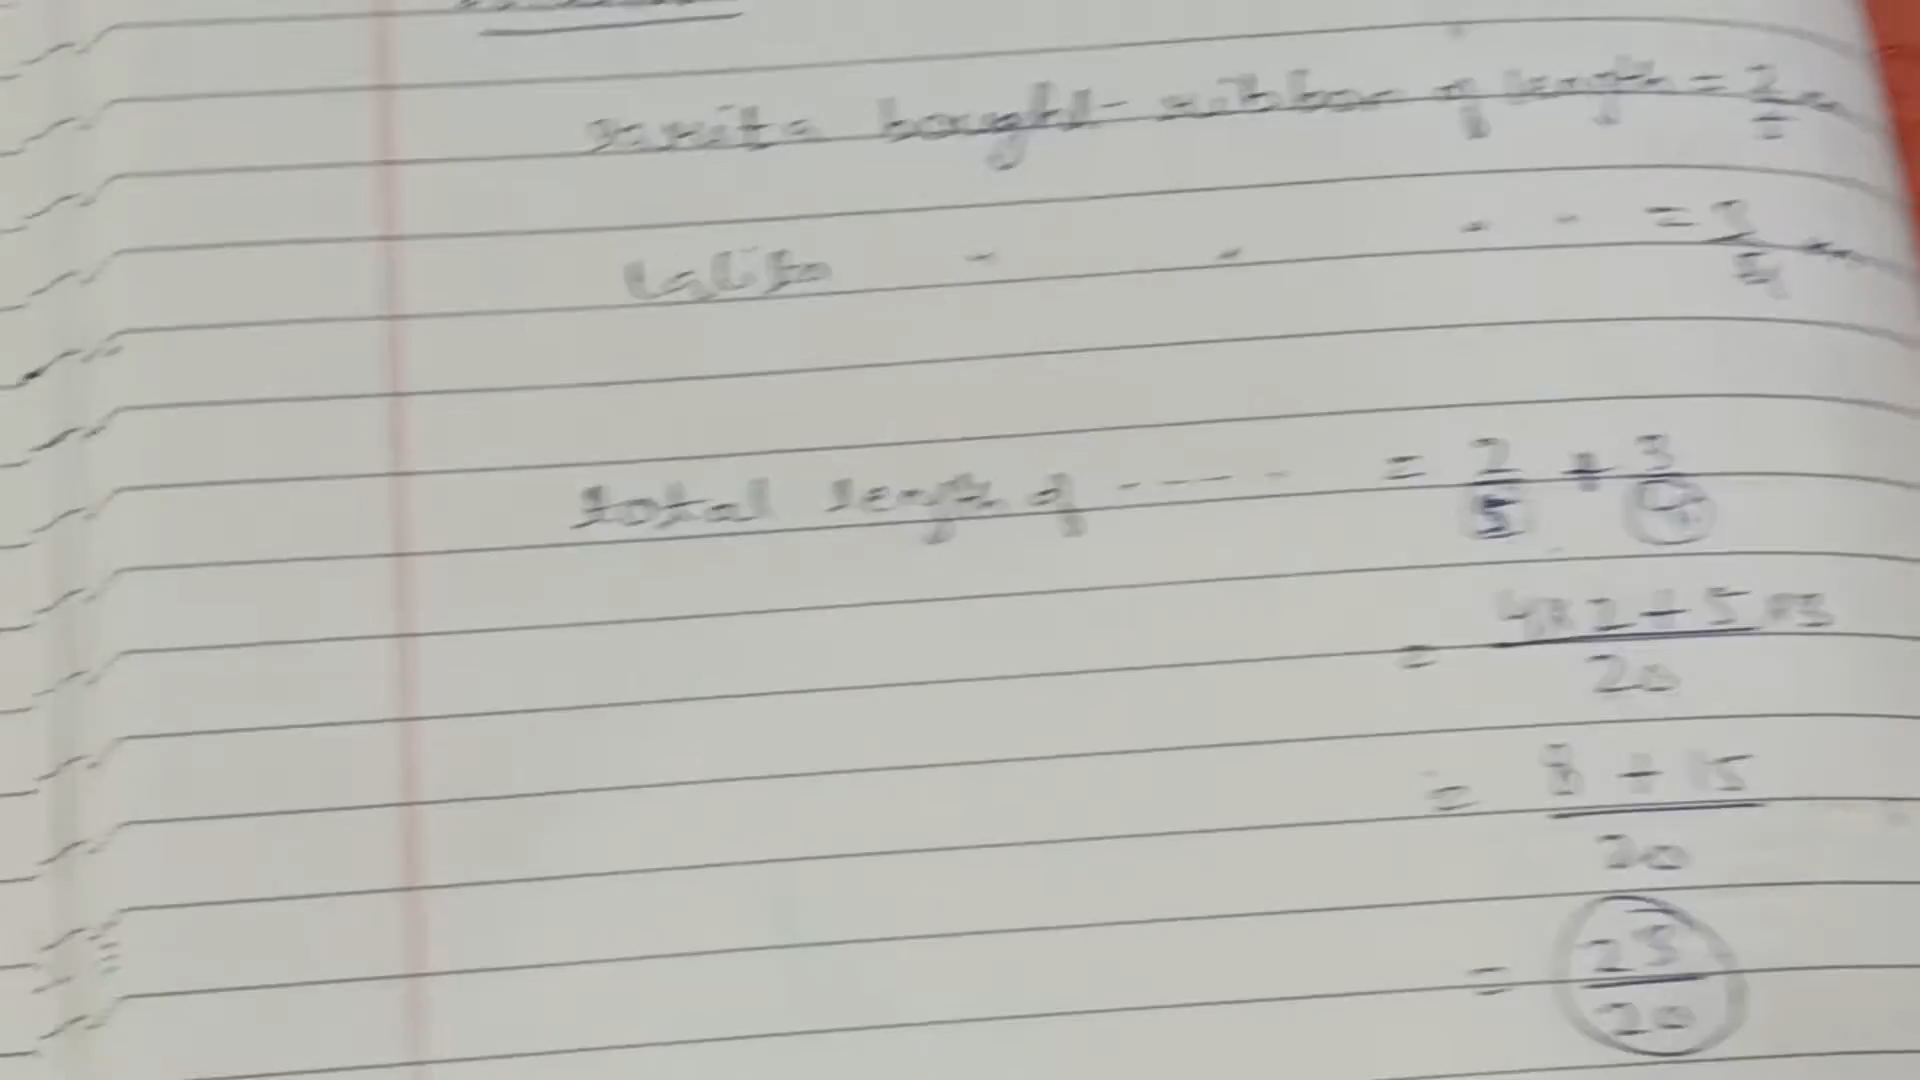 bought ribbon of length = 2/5 m
Lalita - - - - = 3/4 m
total length of ---- = 2/5 + 3/4
= 4×2+5×3/20
= 8+15/20
= 23/20